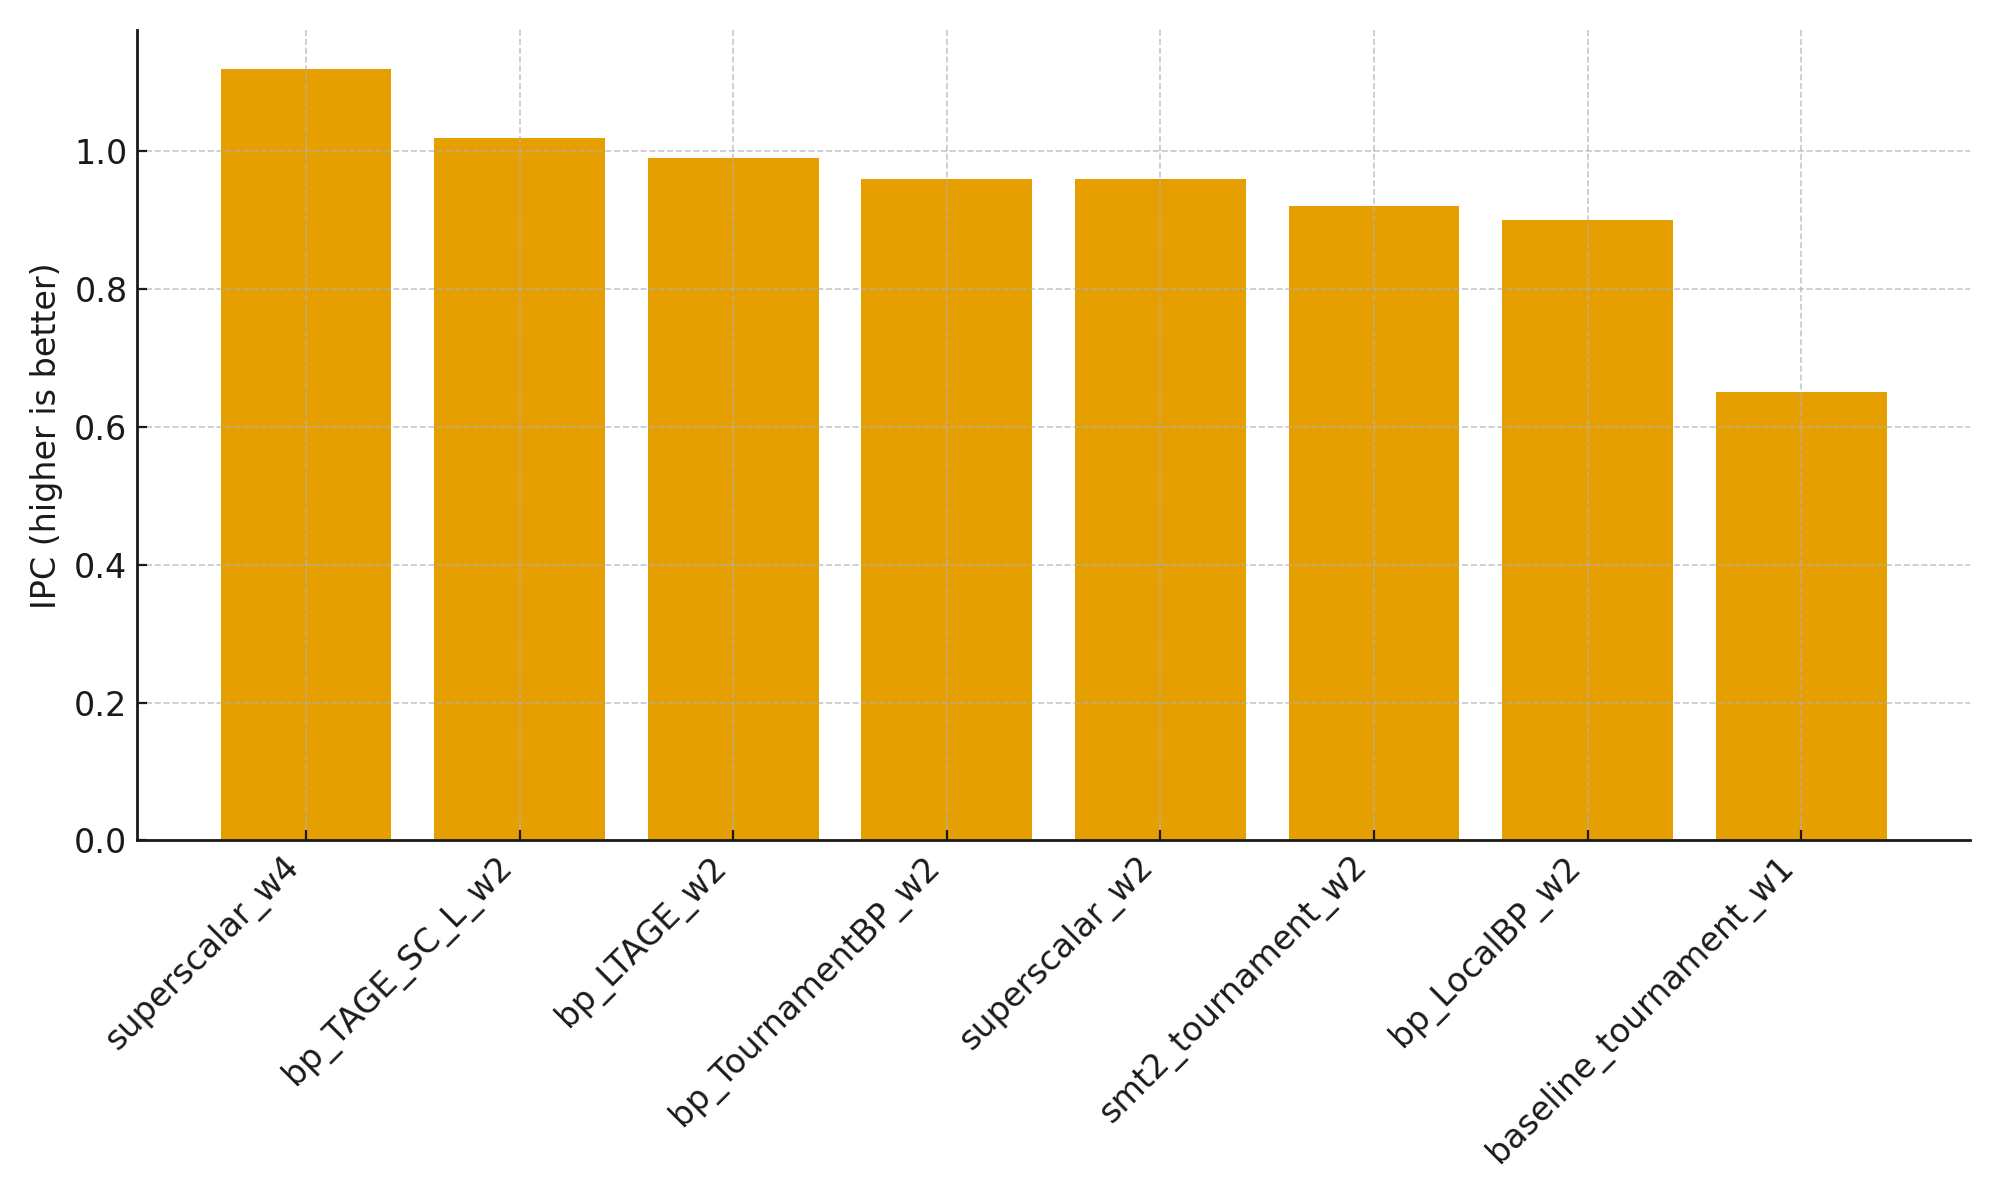 IPC (higher is better)
1.0
0.8
0.6
0.4
0.2
0.0
superscalar_w4
bp_TAGE_SC_L_w2
bp_LTAGE_w2
bp_TournamentBP_w2
superscalar_w2
smt2_tournament_w2
bp_LocalBP_w2
baseline_tournament_w1